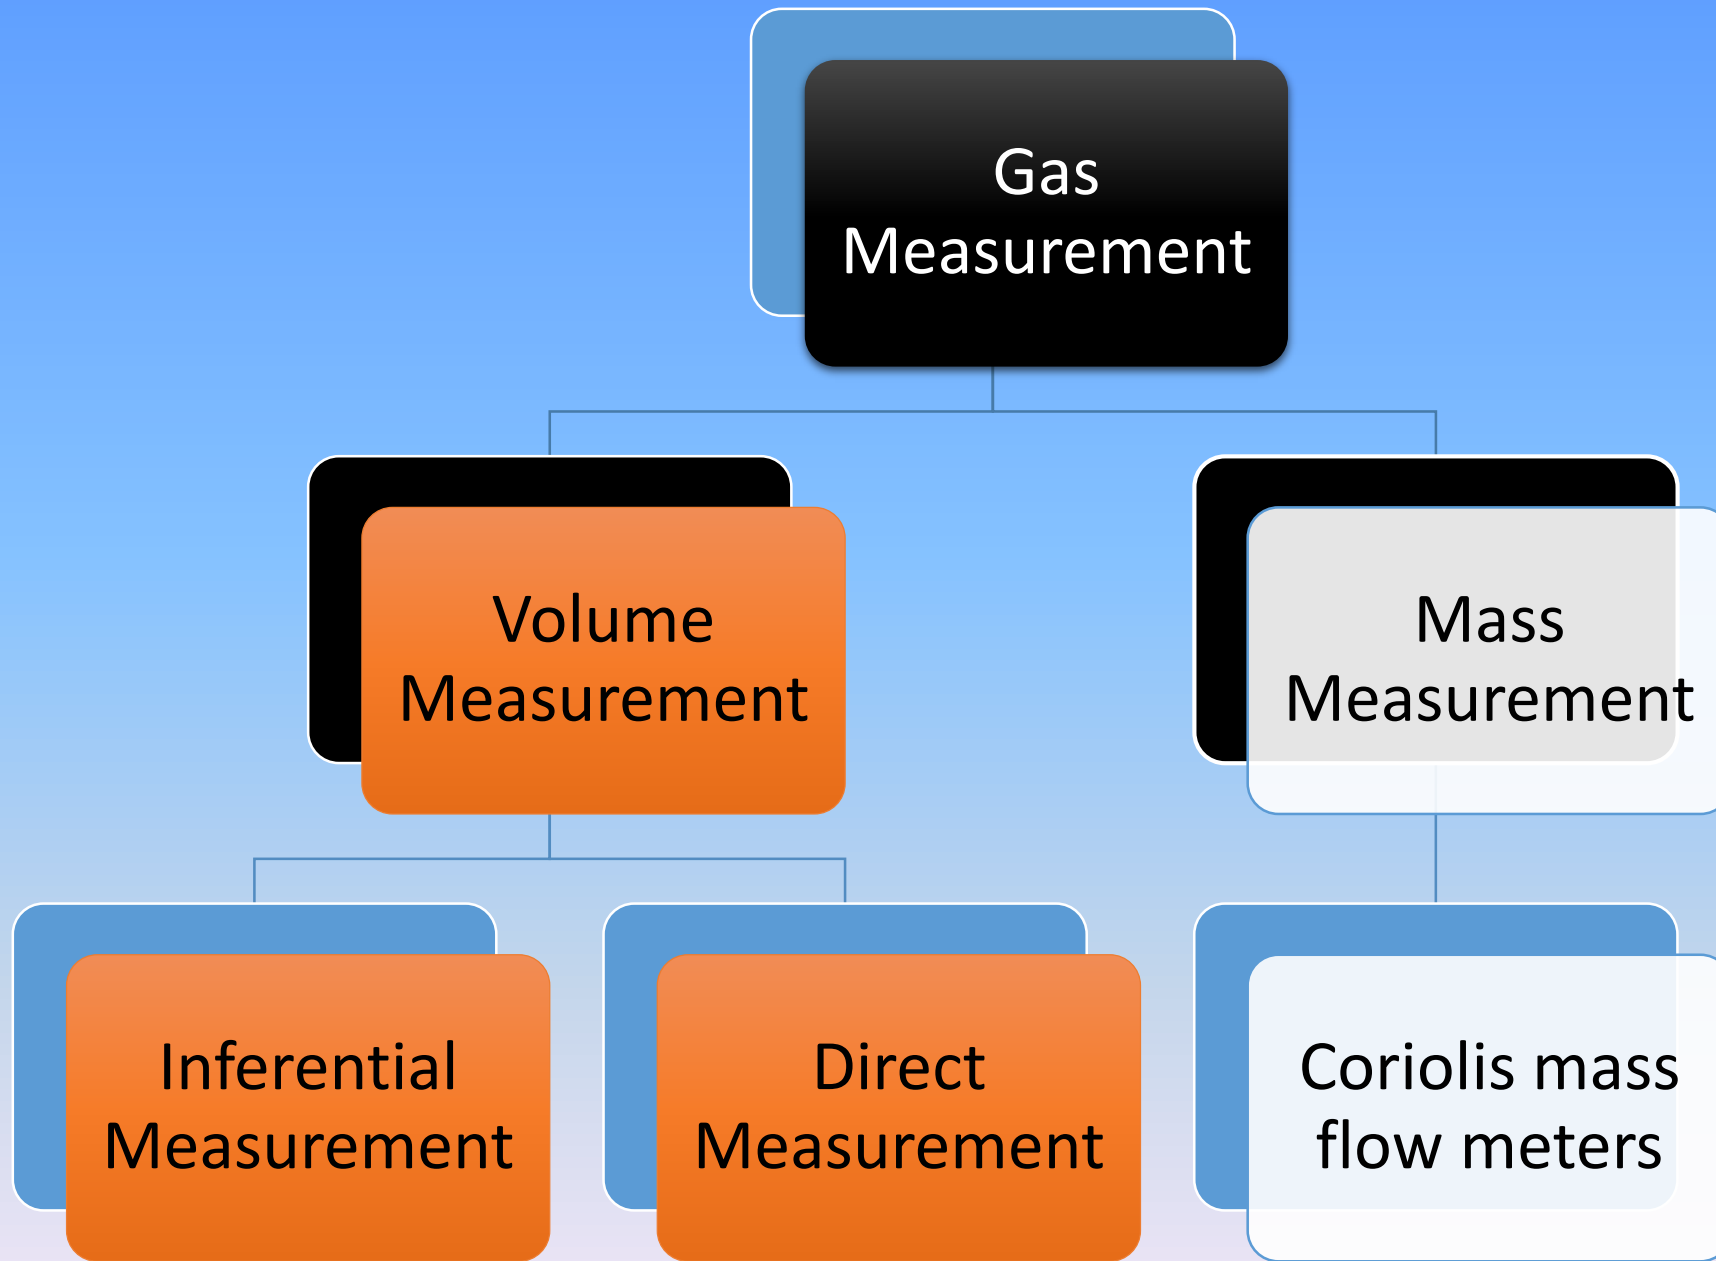 Gas
Measurement
Volume
Measurement
Mass
Measurement
Inferential
Measurement
Direct
Measurement
Coriolis mass
flow meters